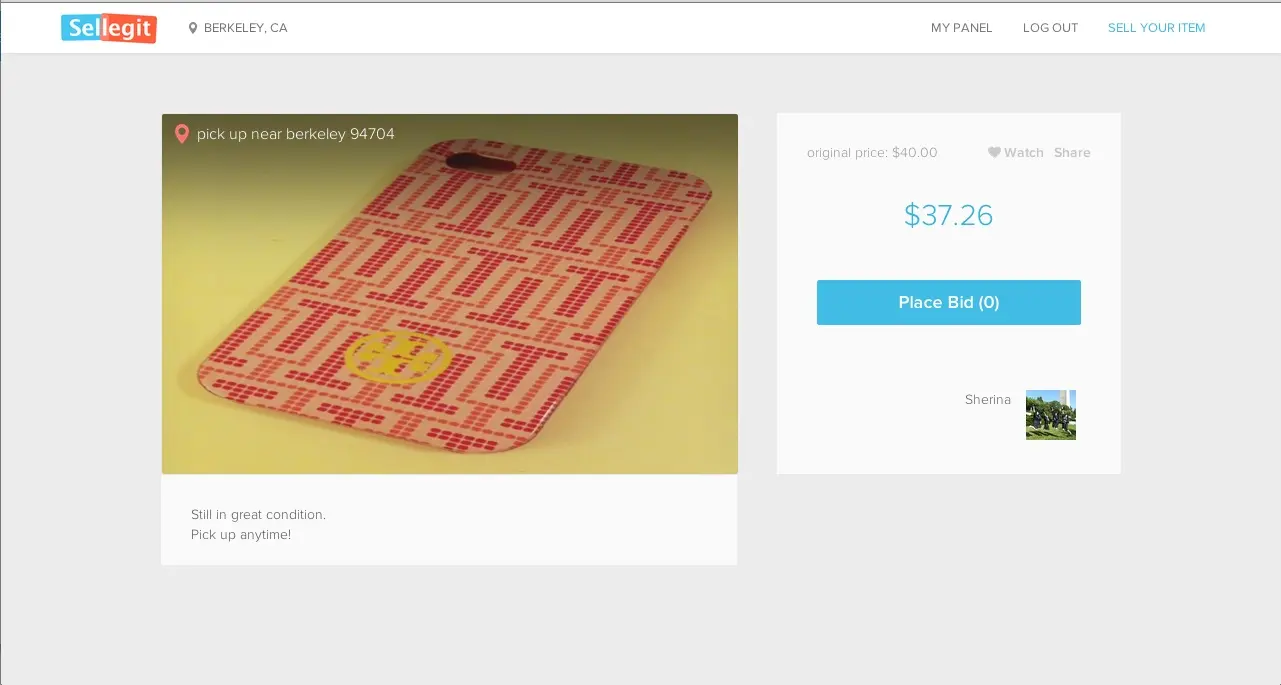 Sellegit
BERKELEY, CA
MY PANEL
LOG OUT
SELL YOUR ITEM
pick up near berkeley 94704
original price: $40.00
Watch
Share
$37.26
Place Bid (0)
Sherina
Still in great condition.
Pick up anytime!